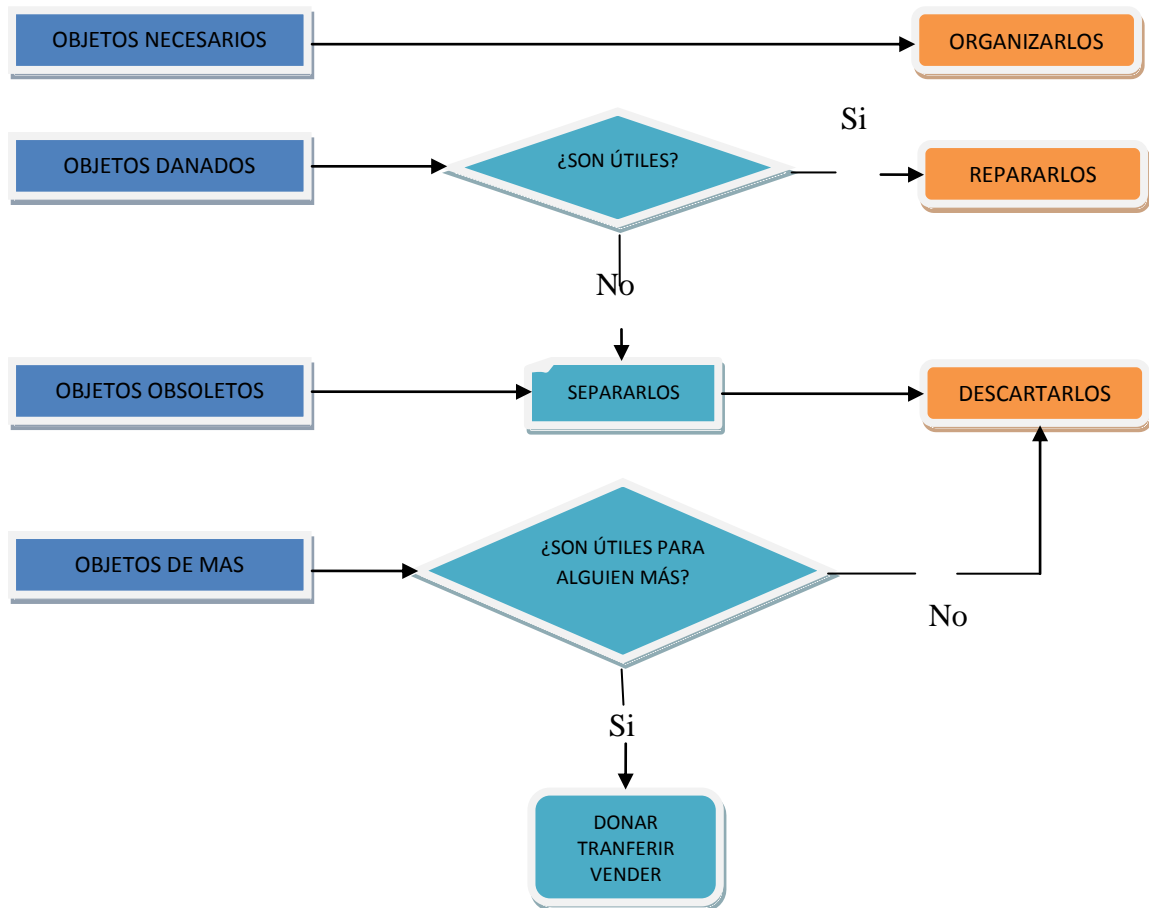 OBJETOS NECESARIOS
ORGANIZARLOS
Si
OBJETOS DANADOS
¿SON ÚTILES?
REPARARLOS
No
OBJETOS OBSOLETOS
SEPARARLOS
DESCARTARLOS
OBJETOS DE MAS
¿SON ÚTILES PARA
ALGUIEN MÁS?
No
Si
DONAR
TRANFERIR
VENDER